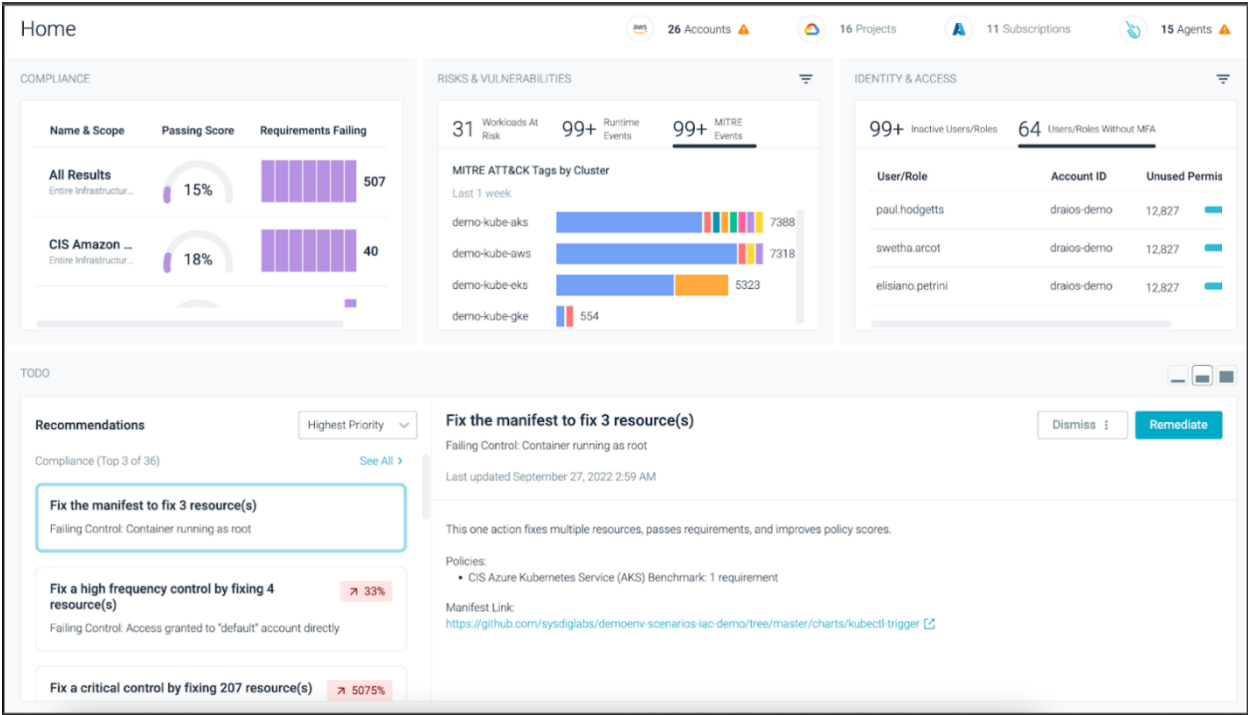 Home
aws 26 Accounts
16 Projects
11 Subscriptions
15 Agents
COMPLIANCE
Name & Scope Passing Score Requirements Failing
All Results
Entire Infrastructur...
15%
507
CIS Amazon ...
Entire Infrastructur...
18%
40
RISKS & VULNERABILITIES
31 Workloads At Risk
99+ Runtime Events
99+ MITRE Events
MITRE ATT&CK Tags by Cluster
Last 1 week
demo-kube-aks 7388
demo-kube-aws 7318
demo-kube-eks 5323
demo-kube-gke 554
IDENTITY & ACCESS
99+ Inactive Users/Roles
64 Users/Roles Without MFA
User/Role Account ID Unused Permis
paul.hodgetts draios-demo 12,827
swetha.arcot draios-demo 12,827
elisiano.petrini draios-demo 12,827
TODO
Recommendations
Highest Priority
Compliance (Top 3 of 36) See All >
Fix the manifest to fix 3 resource(s)
Failing Control: Container running as root
Fix a high frequency control by fixing 4
resource(s)
33%
Failing Control: Access granted to "default" account directly
Fix a critical control by fixing 207 resource(s)
5075%
Fix the manifest to fix 3 resource(s)
Failing Control: Container running as root
Last updated September 27, 2022 2:59 AM
Dismiss
Remediate
This one action fixes multiple resources, passes requirements, and improves policy scores.
Policies:
• CIS Azure Kubernetes Service (AKS) Benchmark: 1 requirement
Manifest Link:
https://github.com/sysdiglabs/demoenv-scenarios-iac-demo/tree/master/charts/kubectl-trigger